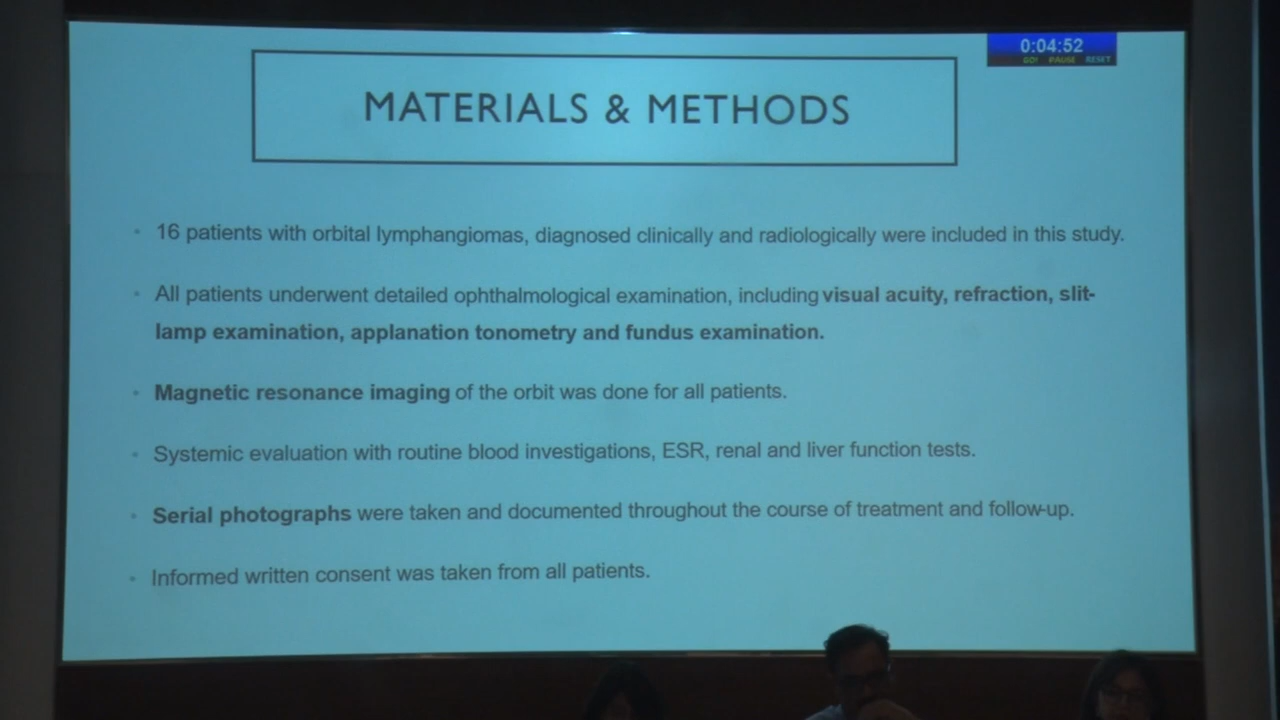 0:04:52
GO! PAUSE RESET
MATERIALS & METHODS
• 16 patients with orbital lymphangiomas, diagnosed clinically and radiologically were included in this study.
• All patients underwent detailed ophthalmological examination, including visual acuity, refraction, slit-
lamp examination, applanation tonometry and fundus examination.
• Magnetic resonance imaging of the orbit was done for all patients.
• Systemic evaluation with routine blood investigations, ESR, renal and liver function tests.
• Serial photographs were taken and documented throughout the course of treatment and follow-up.
• Informed written consent was taken from all patients.